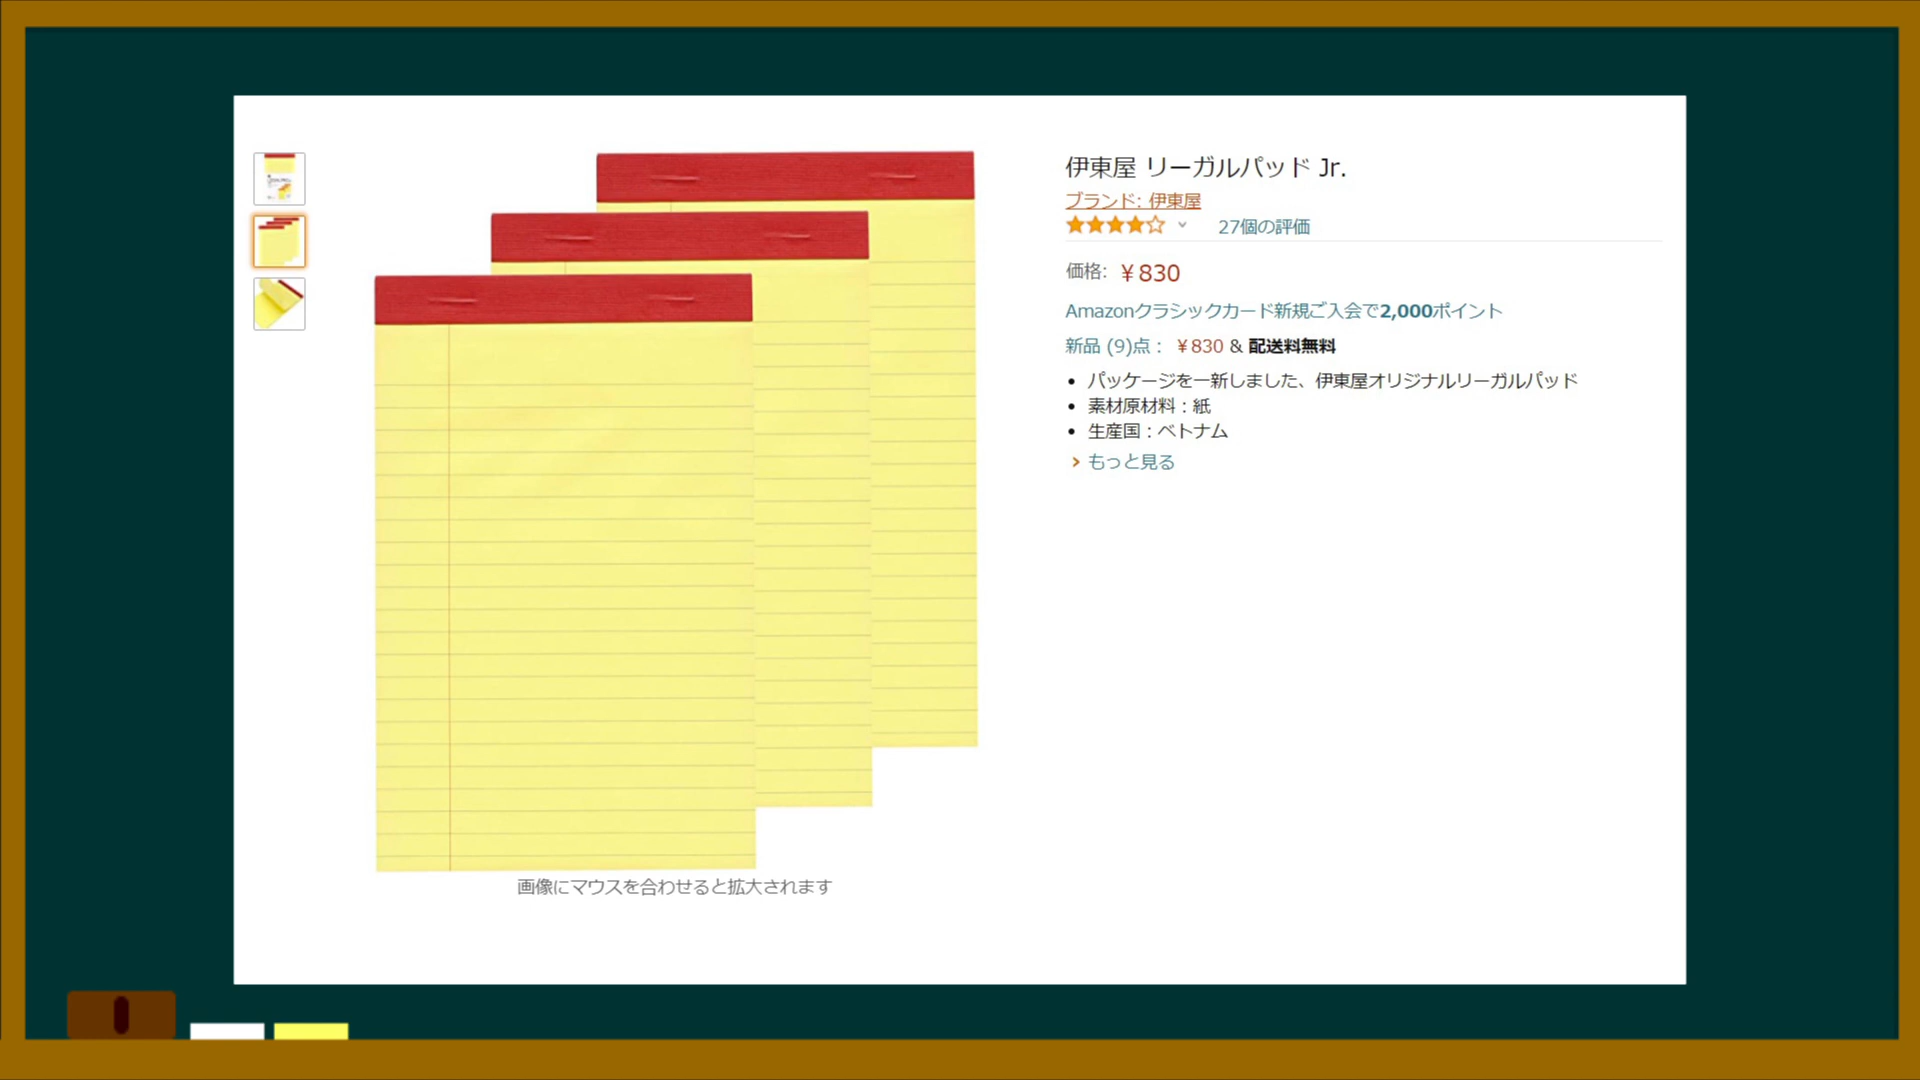 伊東屋 リーガルパッド Jr.
ブランド: 伊東屋
27個の評価
価格: ￥830
Amazonクラシックカード新規ご入会で2,000ポイント
新品 (9)点： ￥830 & 配送料無料
• パッケージを一新しました、伊東屋オリジナルリーガルパッド
• 素材原材料：紙
• 生産国：ベトナム
› もっと見る
画像にマウスを合わせると拡大されます